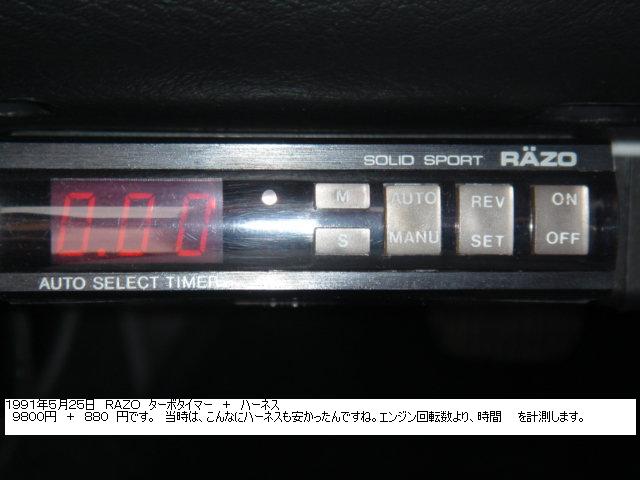 SOLID SPORT RÄZO
0.00
M
S
AUTO
MANU
REV
SET
ON
OFF
AUTO SELECT TIMER
1991年5月25日 RAZO ターボタイマー + ハーネス
9800円 + 880 円です。 当時は、こんなにハーネスも安かったんですね。エンジン回転数より、時間 を計測します。